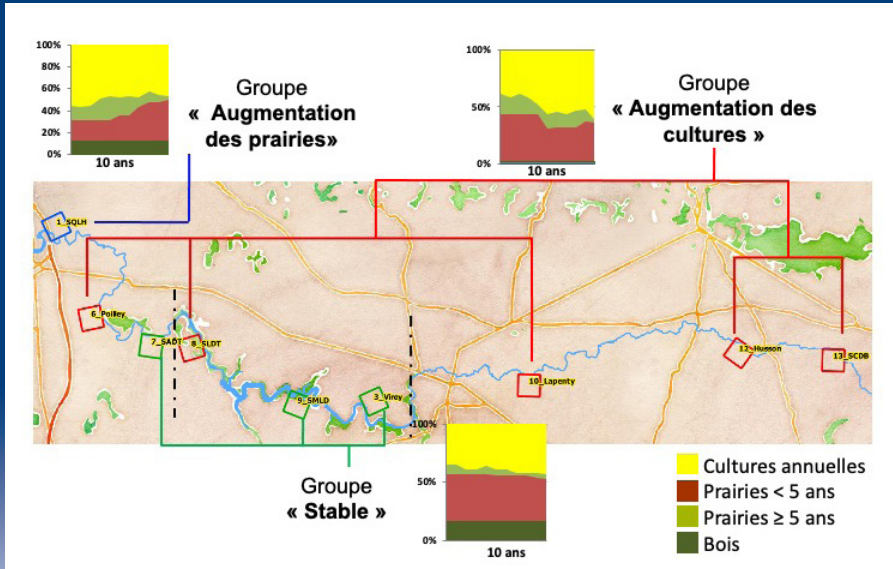 100%
80%
60%
40%
20%
0%
10 ans
Groupe
« Augmentation
des prairies»
100%
50%
0%
10 ans
Groupe
« Augmentation des
cultures »
1_SQLH
6_Poilley
7_SADT
8_SLDT
9_SMLD
3_Virey
10_Lapenty
12_Husson
13_SCDB
Groupe
« Stable »
100%
50%
0%
10 ans
Cultures annuelles
Prairies < 5 ans
Prairies ≥ 5 ans
Bois